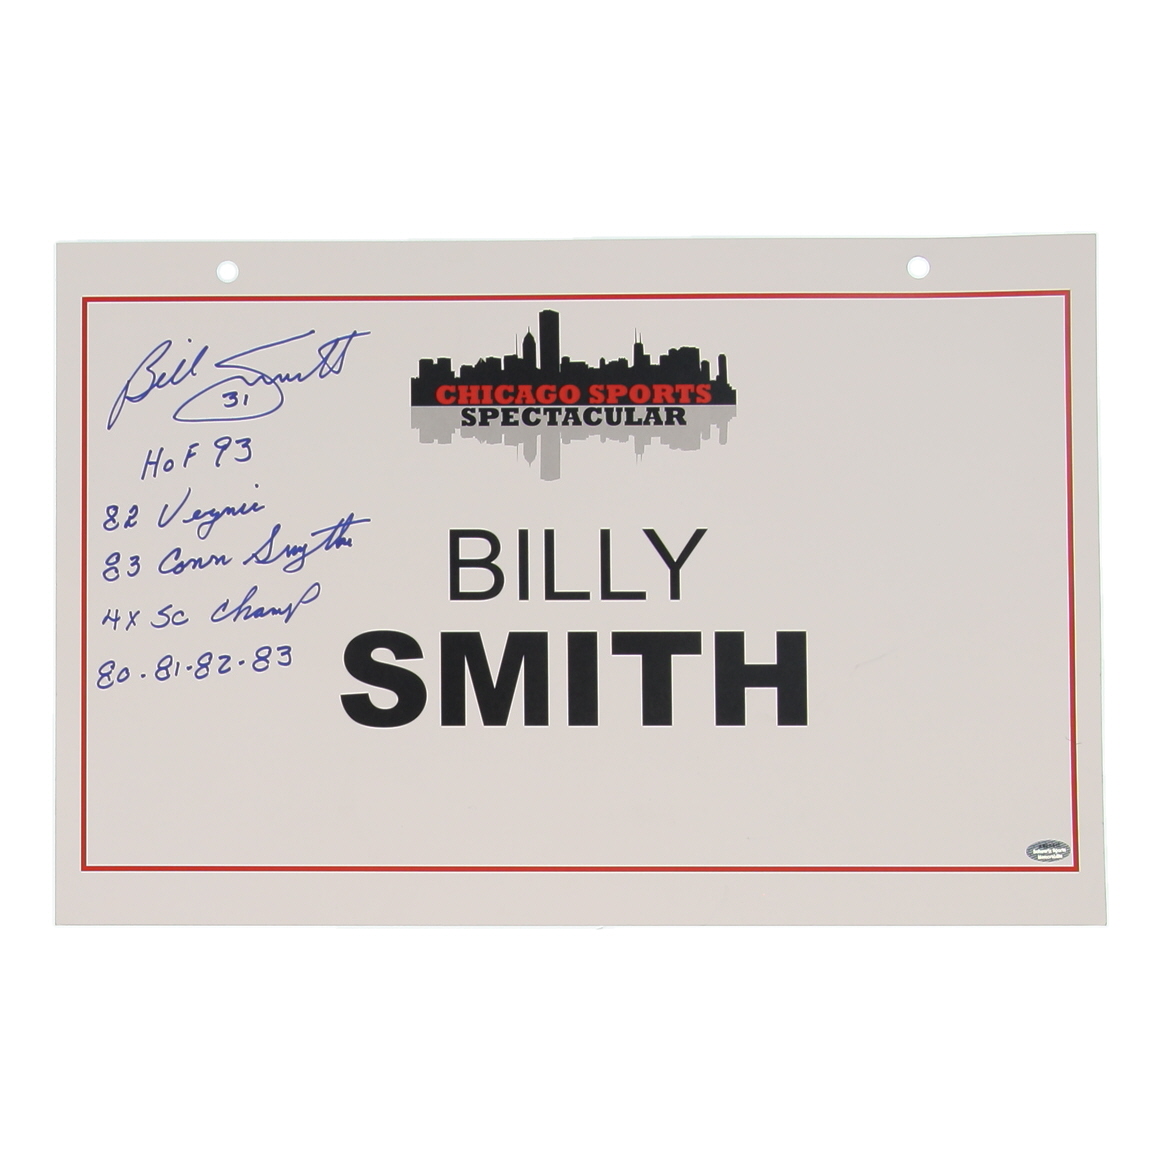 Bill Smith
31
HoF 93
82 Vezina
83 Conn Smythe
4x SC Champ
80-81-82-83
CHICAGO SPORTS
SPECTACULAR
BILLY
SMITH